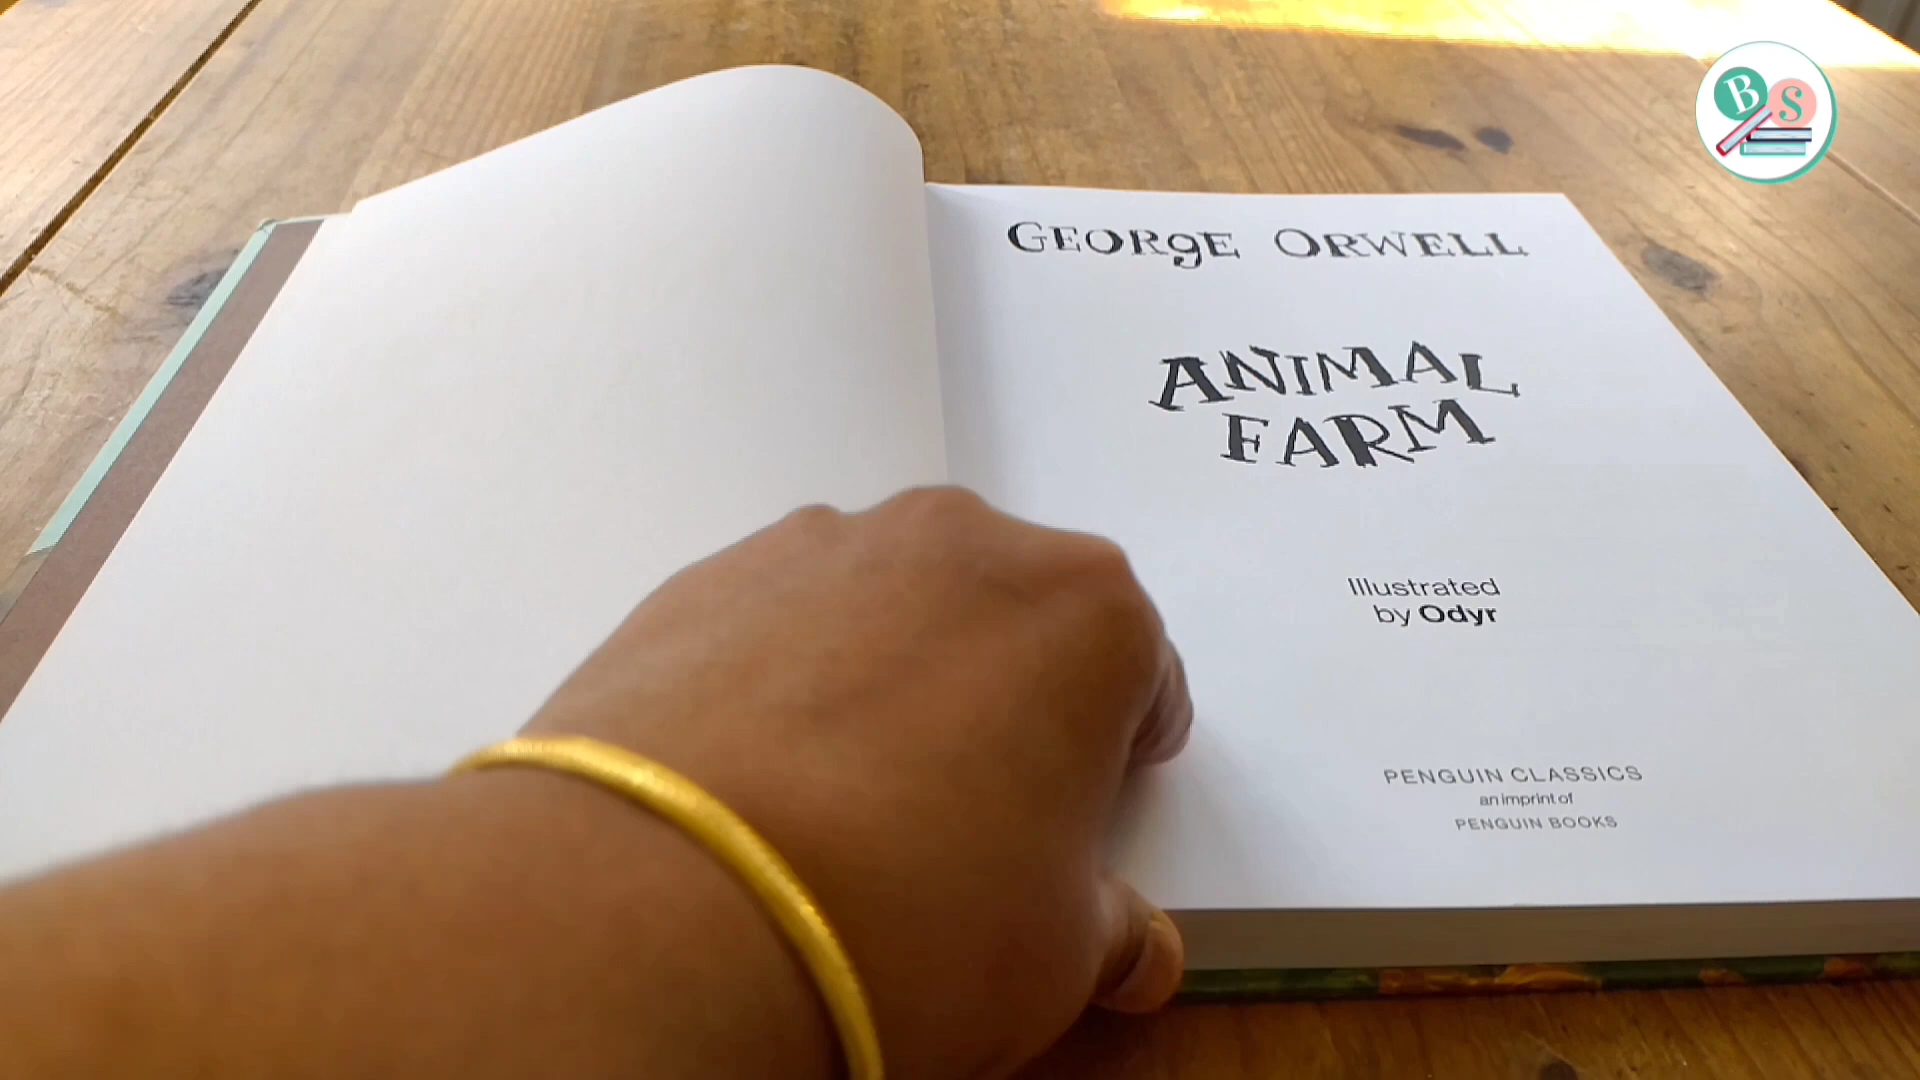 B S
GEORgE ORWELL
ANIMAL
FARM
Illustrated
by Odyr
PENGUIN CLASSICS
an imprint of
PENGUIN BOOKS